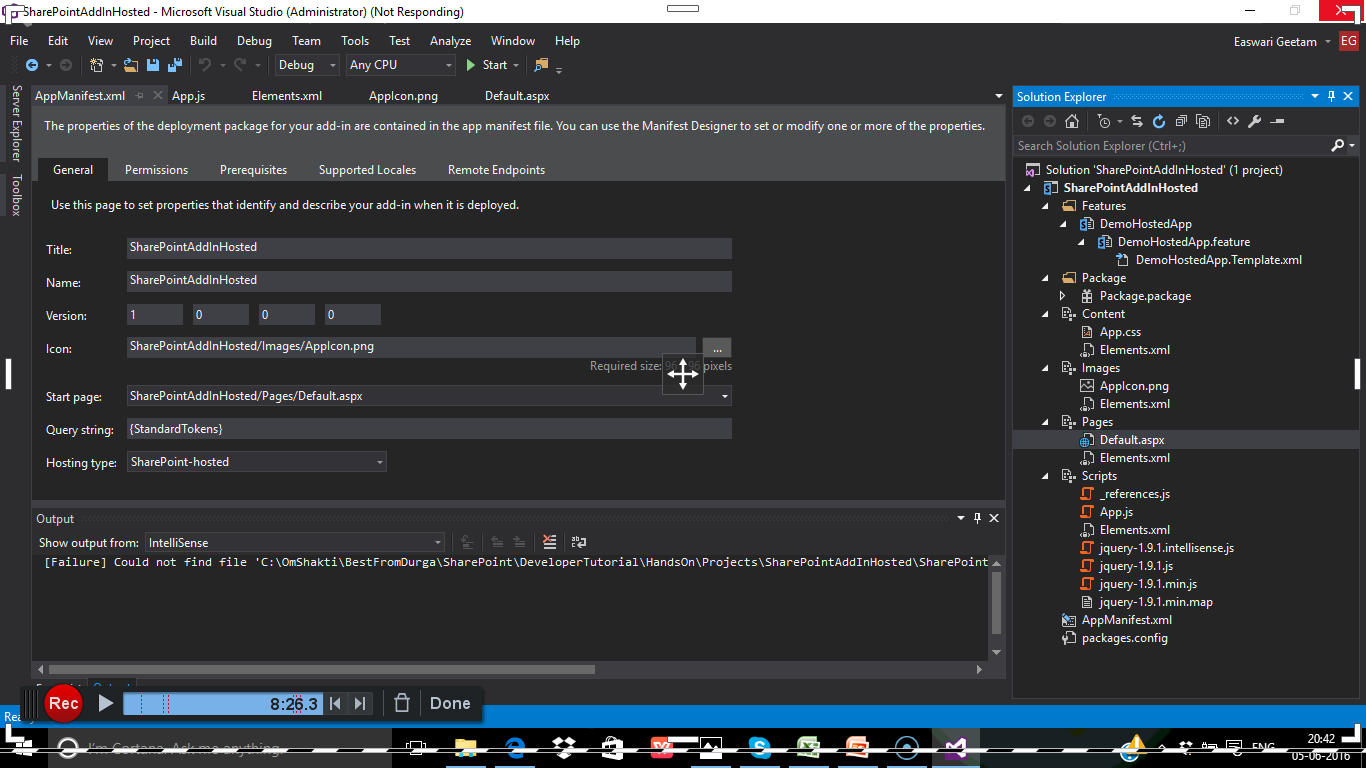 SharePointAddInHosted - Microsoft Visual Studio (Administrator) (Not Responding)
File Edit View Project Build Debug Team Tools Test Analyze Window Help
Easwari Geetam EG
Debug Any CPU Start
Server Explorer
Toolbox
AppManifest.xml App.js Elements.xml AppIcon.png Default.aspx
The properties of the deployment package for your add-in are contained in the app manifest file. You can use the Manifest Designer to set or modify one or more of the properties.
General Permissions Prerequisites Supported Locales Remote Endpoints
Use this page to set properties that identify and describe your add-in when it is deployed.
Title: SharePointAddInHosted
Name: SharePointAddInHosted
Version: 1 0 0 0
Icon: SharePointAddInHosted/Images/AppIcon.png ...
Required size: pixels
Start page: SharePointAddInHosted/Pages/Default.aspx
Query string: {StandardTokens}
Hosting type: SharePoint-hosted
Output
Show output from: IntelliSense
[Failure] Could not find file 'C:\OmShakti\BestFromDurga\SharePoint\DeveloperTutorial\HandsOn\Projects\SharePointAddInHosted\SharePoint
Solution Explorer
Search Solution Explorer (Ctrl+;)
Solution 'SharePointAddInHosted' (1 project)
SharePointAddInHosted
Features
DemoHostedApp
DemoHostedApp.feature
DemoHostedApp.Template.xml
Package
Package.package
Content
App.css
Elements.xml
Images
AppIcon.png
Elements.xml
Pages
Default.aspx
Elements.xml
Scripts
_references.js
App.js
Elements.xml
jquery-1.9.1.intellisense.js
jquery-1.9.1.js
jquery-1.9.1.min.js
jquery-1.9.1.min.map
AppManifest.xml
packages.config
Rec 8:26.3 Done
I'm Cortana. Ask me anything.
ENG
20:42
05-06-2016